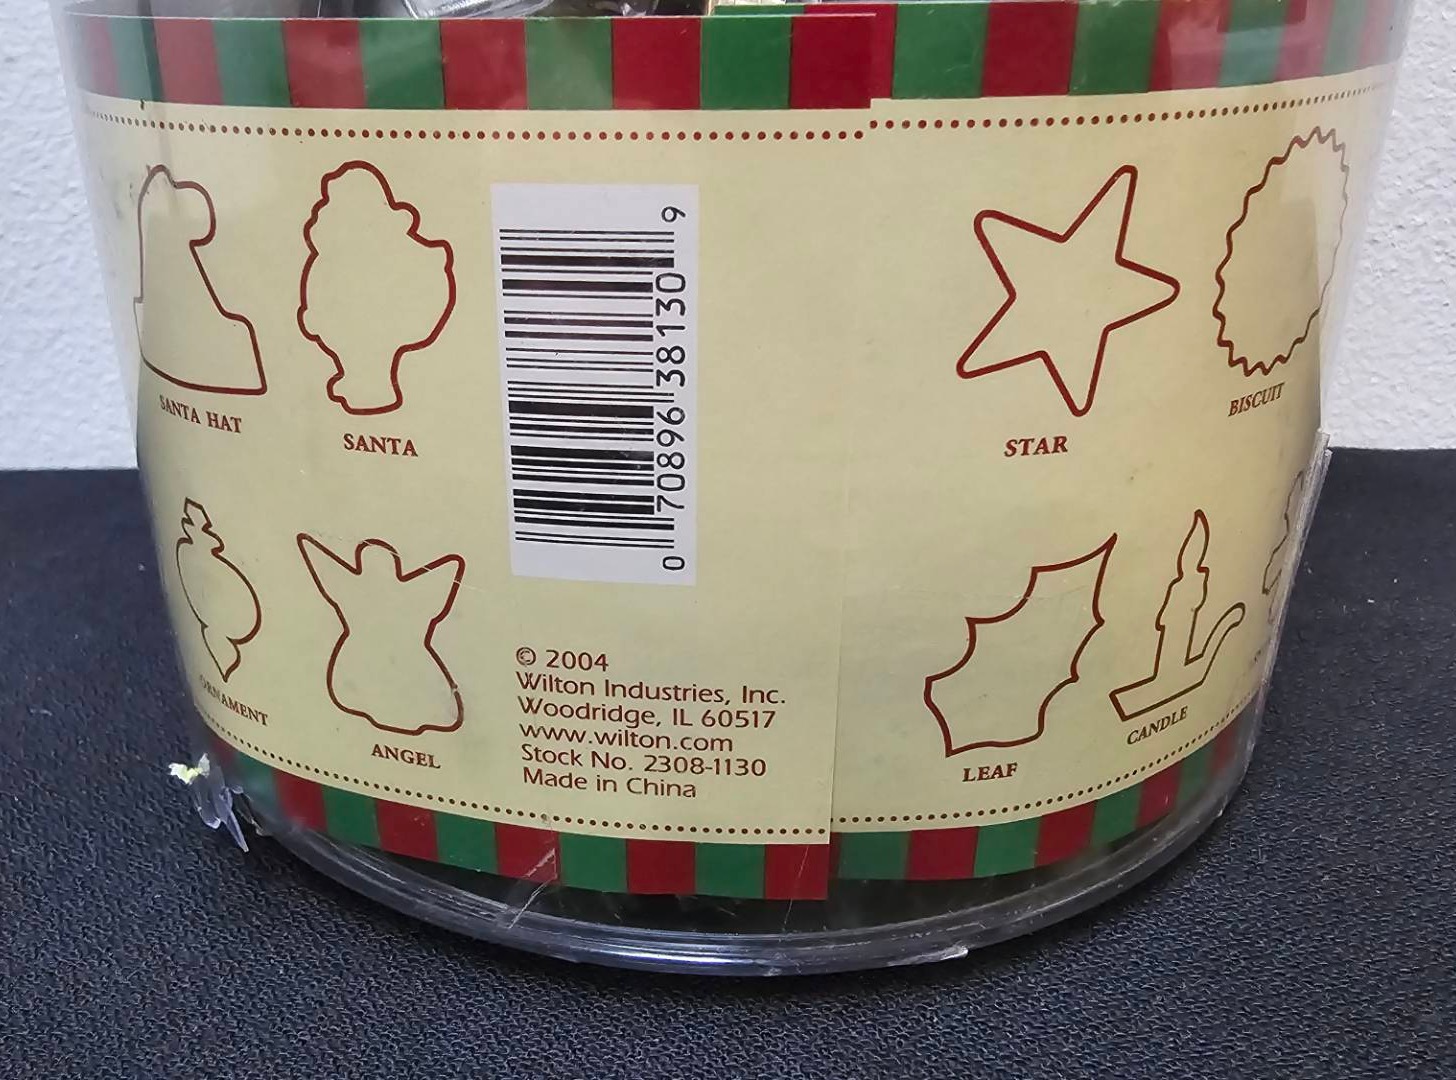 SANTA HAT
SANTA
STAR
BISCUIT
ORNAMENT
ANGEL
LEAF
CANDLE
0 70896 38130 9
© 2004
Wilton Industries, Inc.
Woodridge, IL 60517
www.wilton.com
Stock No. 2308-1130
Made in China